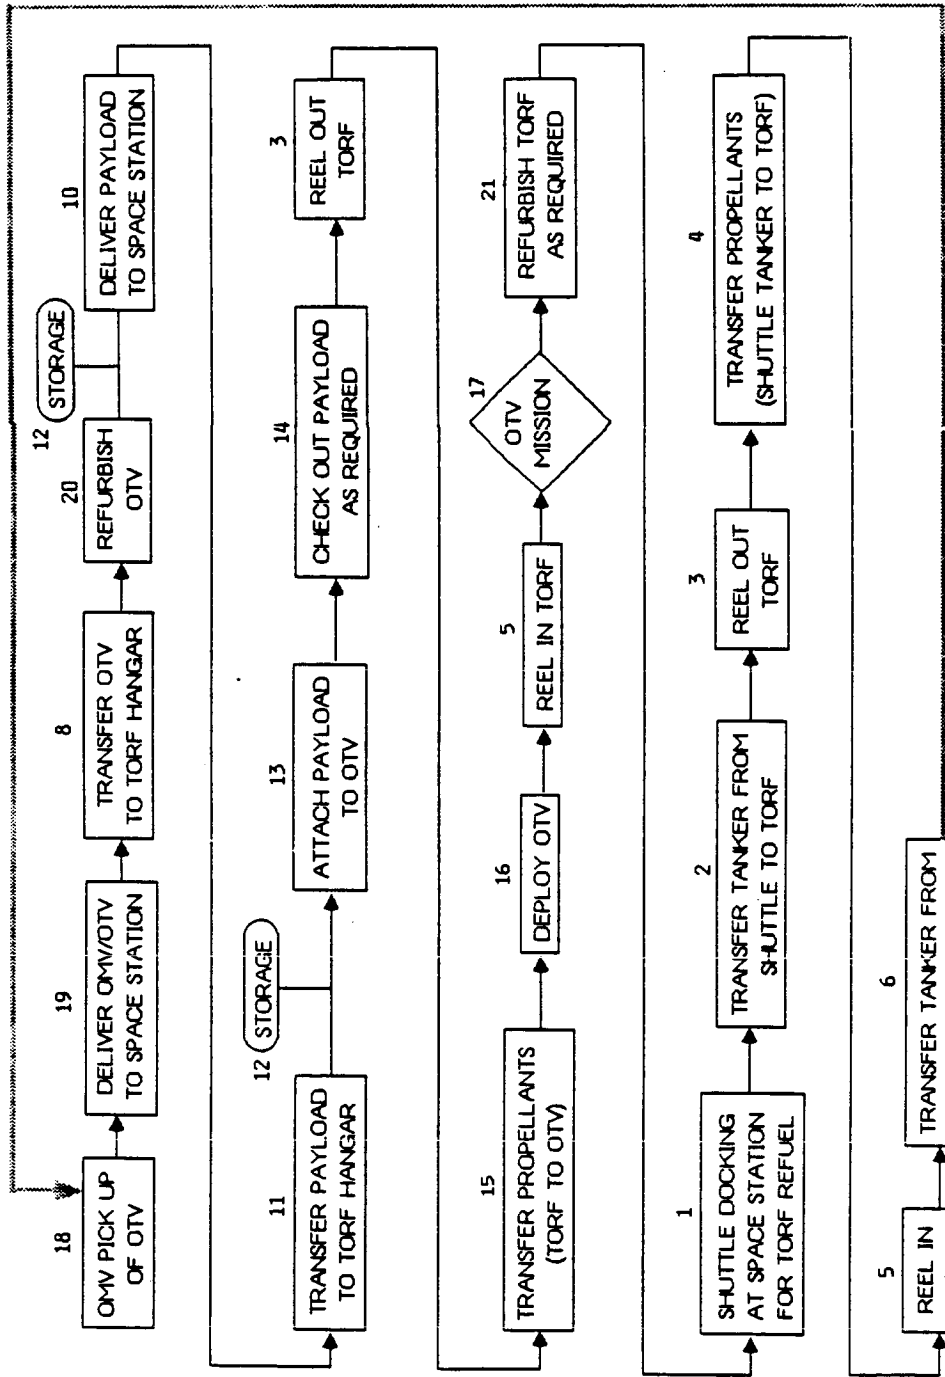 18
OMV PICK UP
OF OTV
19
DELIVER OMV/OTV
TO SPACE STATION
8
TRANSFER OTV
TO TORF HANGAR
20
REFURBISH
OTV
12
STORAGE
10
DELIVER PAYLOAD
TO SPACE STATION
11
TRANSFER PAYLOAD
TO TORF HANGAR
12
STORAGE
13
ATTACH PAYLOAD
TO OTV
14
CHECK OUT PAYLOAD
AS REQUIRED
3
REEL OUT
TORF
15
TRANSFER PROPELLANTS
(TORF TO OTV)
16
DEPLOY OTV
5
REEL IN TORF
17
OTV
MISSION
21
REFURBISH TORF
AS REQUIRED
1
SHUTTLE DOCKING
AT SPACE STATION
FOR TORF REFUEL
2
TRANSFER TANKER FROM
SHUTTLE TO TORF
3
REEL OUT
TORF
4
TRANSFER PROPELLANTS
(SHUTTLE TANKER TO TORF)
5
REEL IN
6
TRANSFER TANKER FROM